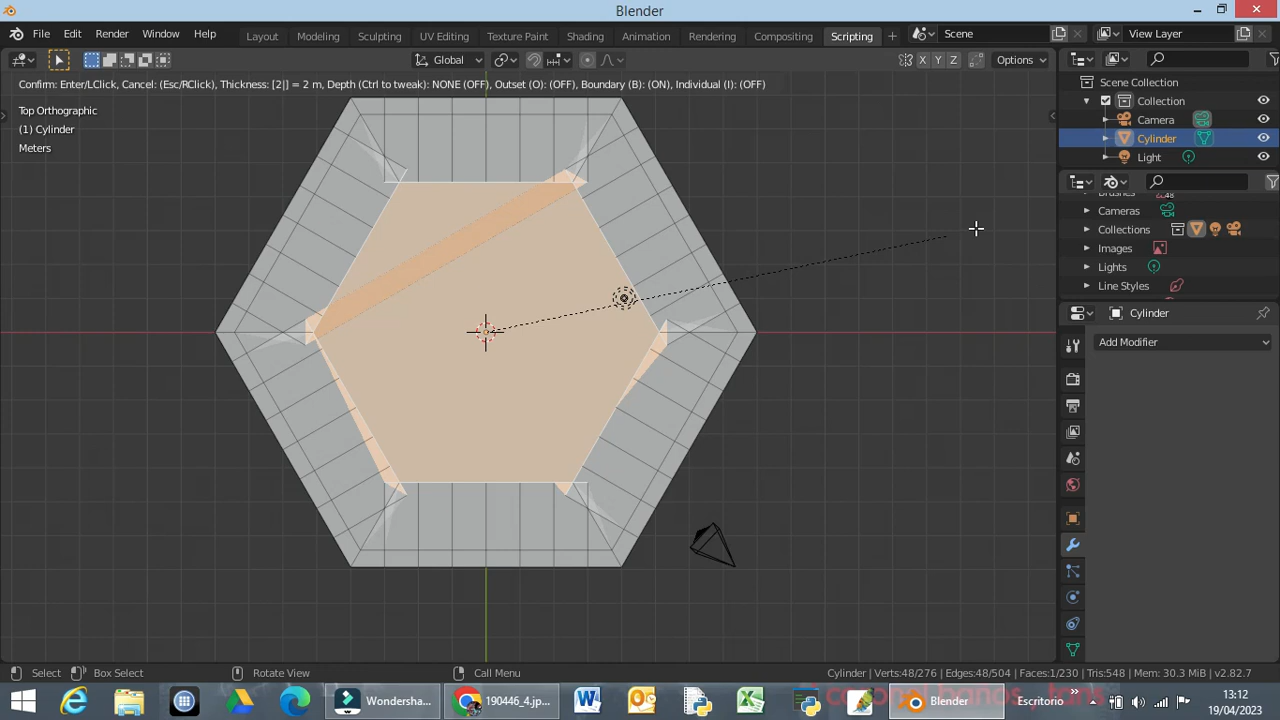 Blender
File Edit Render Window Help Layout Modeling Sculpting UV Editing Texture Paint Shading Animation Rendering Compositing Scripting + Scene View Layer
Global X Y Z Options
Confirm: Enter/LClick, Cancel: (Esc/RClick), Thickness: [2|] = 2 m, Depth (Ctrl to tweak): NONE (OFF), Outset (O): (OFF), Boundary (B): (ON), Individual (I): (OFF)
Top Orthographic
(1) Cylinder
Meters
Scene Collection
Collection
Camera
Cylinder
Light
Brushes
Cameras
Collections
Images
Lights
Line Styles
Cylinder
Add Modifier
Select Box Select Rotate View Call Menu Cylinder | Verts:48/276 | Edges:48/504 | Faces:1/230 | Tris:548 | Mem: 30.3 MiB | v2.82.7
Wondersha... 190446_4.jp... Blender Escritorio 13:12
19/04/2023